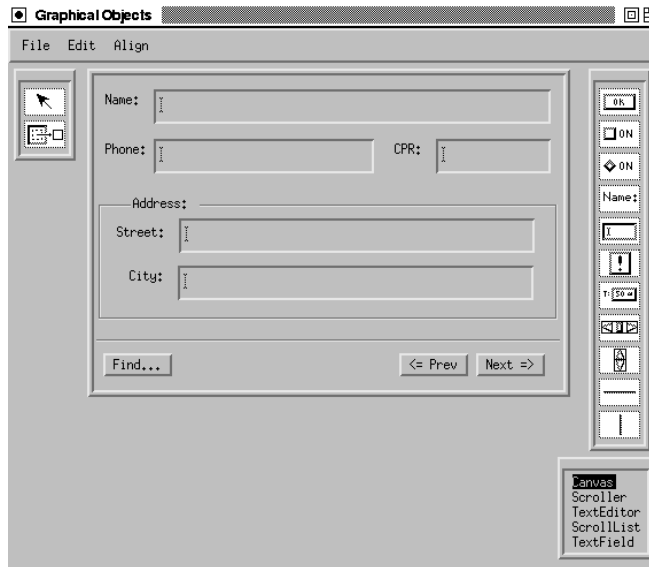 Graphical Objects
File Edit Align
Name:
Phone: CPR:
Address:
Street:
City:
Find... <= Prev Next =>
OK
ON
ON
Name:
!
T: 50
Canvas
Scroller
TextEditor
ScrollList
TextField